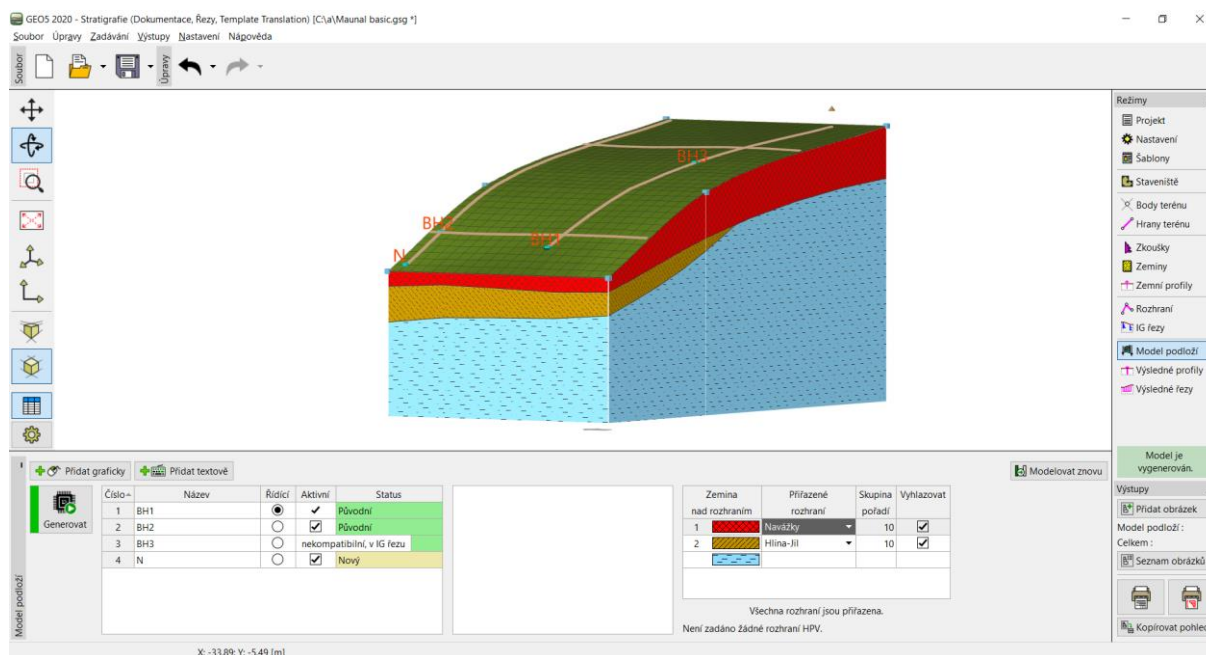 GEO5 2020 - Stratigrafie (Dokumentace, Řezy, Template Translation) [C:\a\Maunal basic.gsg *]
Soubor Úpravy Zadávání Výstupy Nastavení Nápověda
Soubor
Úpravy
BH3
BH2
BH1
N
Režimy
Projekt
Nastavení
Šablony
Staveniště
Body terénu
Hrany terénu
Zkoušky
Zeminy
Zemní profily
Rozhraní
IG řezy
Model podloží
Výsledné profily
Výsledné řezy
Model je
vygenerován.
Výstupy
Přidat obrázek
Model podloží :
Celkem :
Seznam obrázků
Kopírovat pohled
Model podloží
Přidat graficky Přidat textově
Modelovat znovu
Generovat
Číslo Název Řídící Aktivní Status
1 BH1 Původní
2 BH2 Původní
3 BH3 nekompatibilní, v IG řezu
4 N Nový
Zemina Přiřazené Skupina Vyhlazovat
nad rozhraním rozhraní pořadí
1 Navážky 10
2 Hlína-Jíl 10
Všechna rozhraní jsou přiřazena.
Není zadáno žádné rozhraní HPV.
X: -33,89; Y: -5,49 [m]